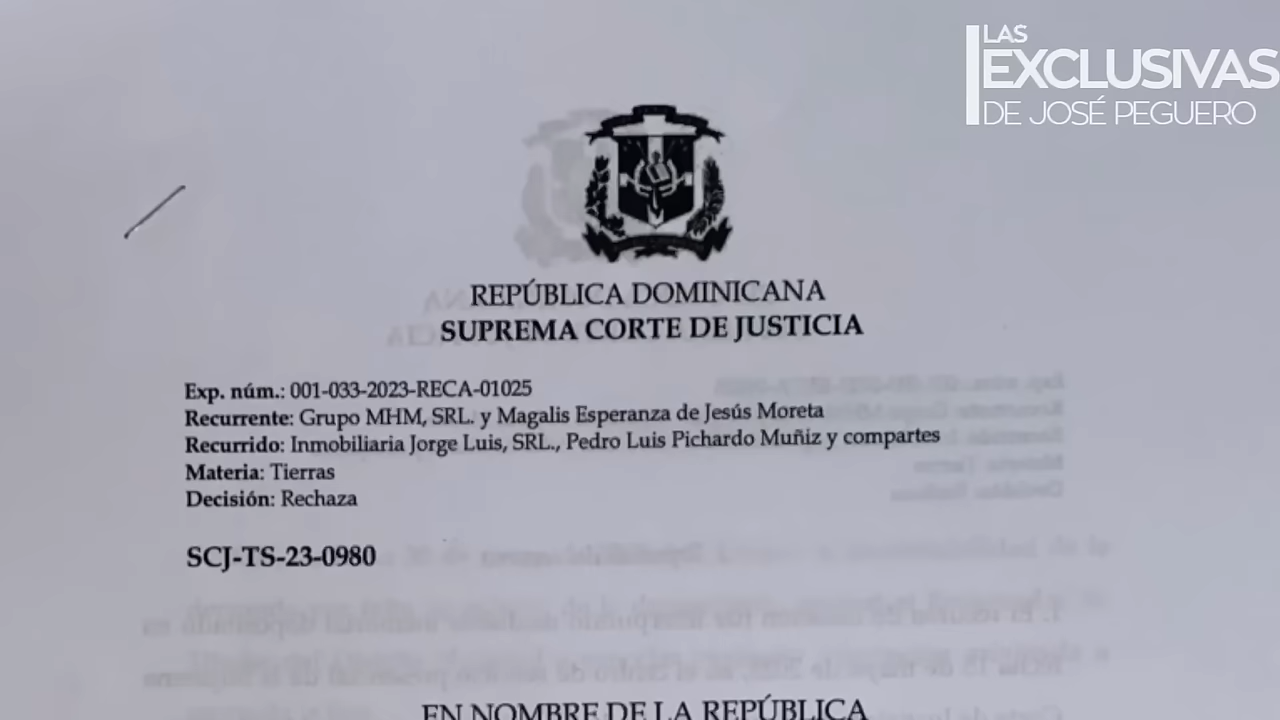 LAS
EXCLUSIVAS
DE JOSÉ PEGUERO
REPÚBLICA DOMINICANA
SUPREMA CORTE DE JUSTICIA
Exp. núm.: 001-033-2023-RECA-01025
Recurrente: Grupo MHM, SRL. y Magalis Esperanza de Jesús Moreta
Recurrido: Inmobiliaria Jorge Luis, SRL., Pedro Luis Pichardo Muñiz y compartes
Materia: Tierras
Decisión: Rechaza
SCJ-TS-23-0980
EN NOMBRE DE LA REPÚBLICA